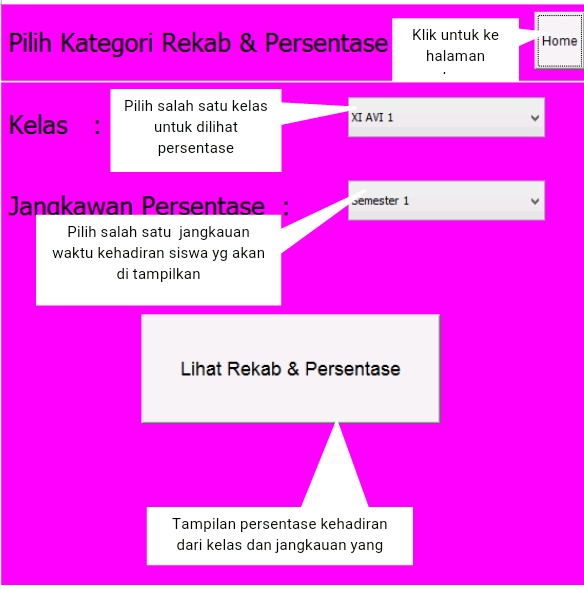 Pilih Kategori Rekab & Persentase
Klik untuk ke
halaman
Home
Kelas :
Pilih salah satu kelas
untuk dilihat
persentase
XI AVI 1
Jangkawan Persentase :
Semester 1
Pilih salah satu jangkauan
waktu kehadiran siswa yg akan
di tampilkan
Lihat Rekab & Persentase
Tampilan persentase kehadiran
dari kelas dan jangkauan yang